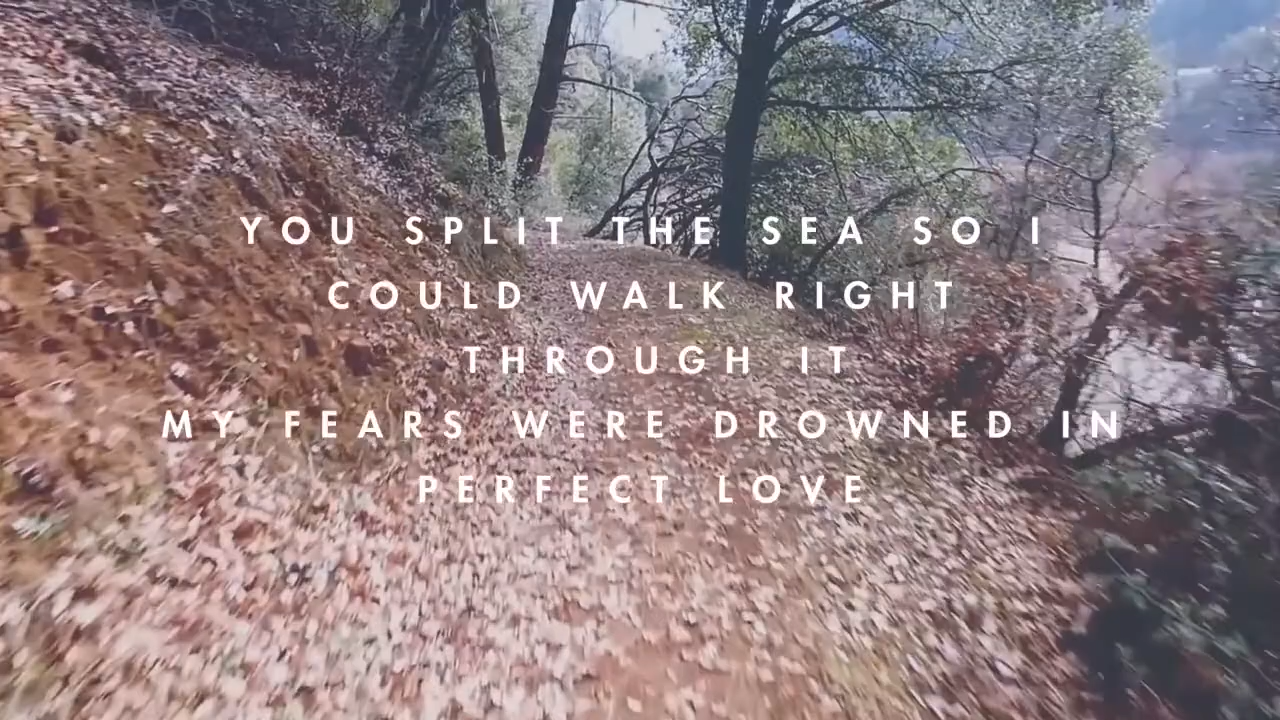 YOU SPLIT THE SEA SO I
COULD WALK RIGHT
THROUGH IT
MY FEARS WERE DROWNED IN
PERFECT LOVE